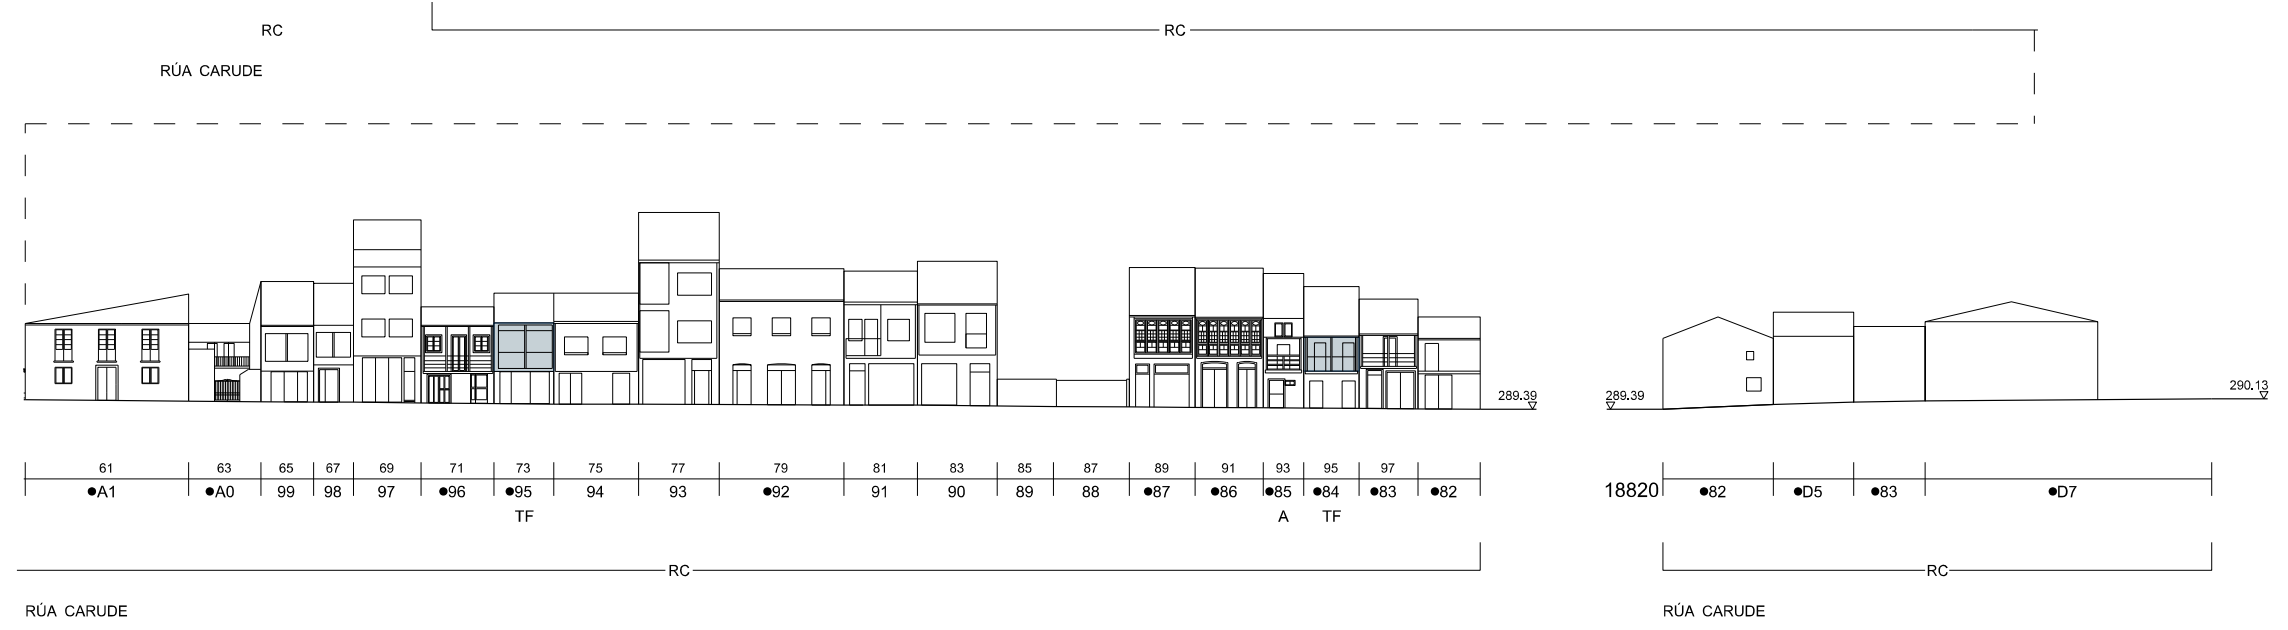 RC RC
RÚA CARUDE
289.39 289.39 290.13
61 63 65 67 69 71 73 75 77 79 81 83 85 87 89 91 93 95 97
●A1 ●A0 99 98 97 ●96 ●95 94 93 ●92 91 90 89 88 ●87 ●86 ●85 ●84 ●83 ●82 18820 ●82 ●D5 ●83 ●D7
TF A TF
RC RC
RÚA CARUDE RÚA CARUDE